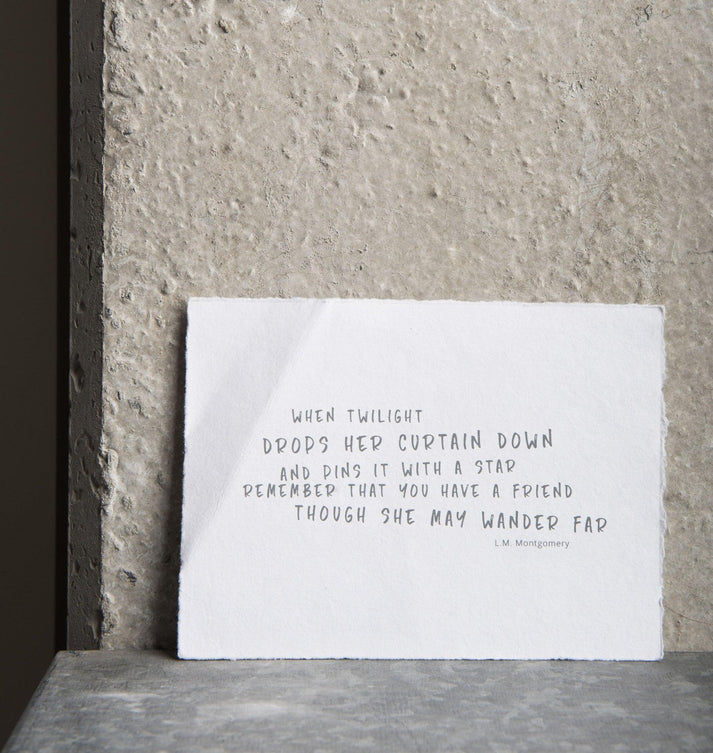 WHEN TWILIGHT
DROPS HER CURTAIN DOWN
AND PINS IT WITH A STAR
REMEMBER THAT YOU HAVE A FRIEND
THOUGH SHE MAY WANDER FAR
L.M. Montgomery